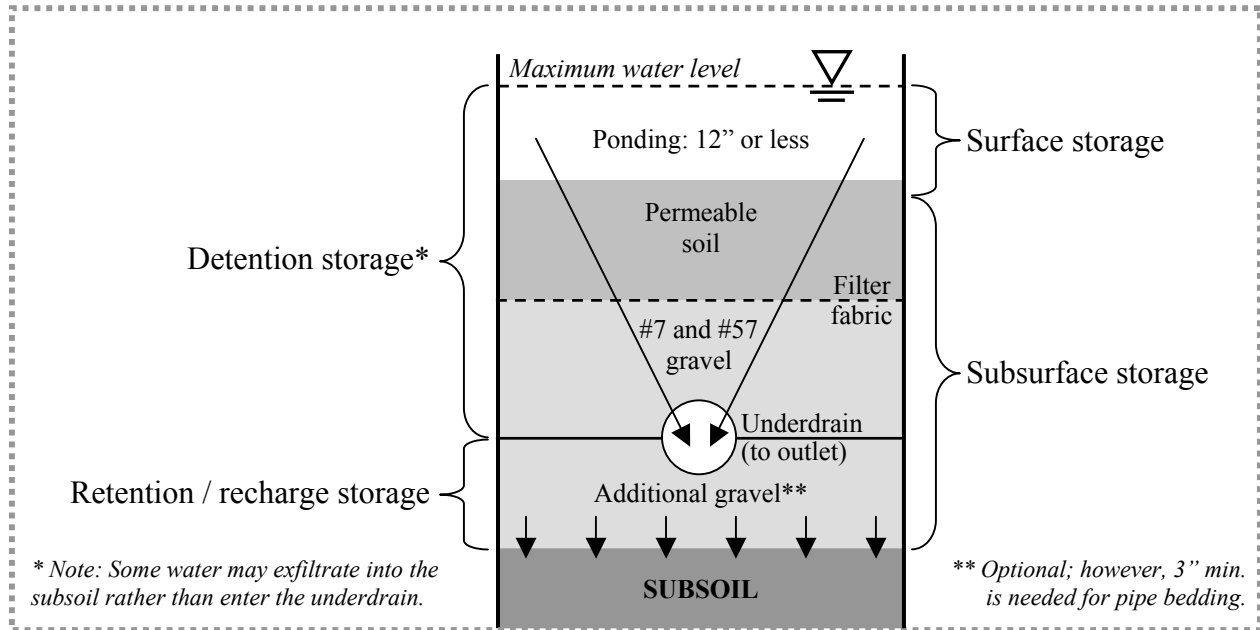 Maximum water level
Ponding: 12” or less
Surface storage
Permeable
soil
Detention storage*
Filter
fabric
#7 and #57
gravel
Subsurface storage
Underdrain
(to outlet)
Retention / recharge storage
Additional gravel**
* Note: Some water may exfiltrate into the
subsoil rather than enter the underdrain.
SUBSOIL
** Optional; however, 3” min.
is needed for pipe bedding.